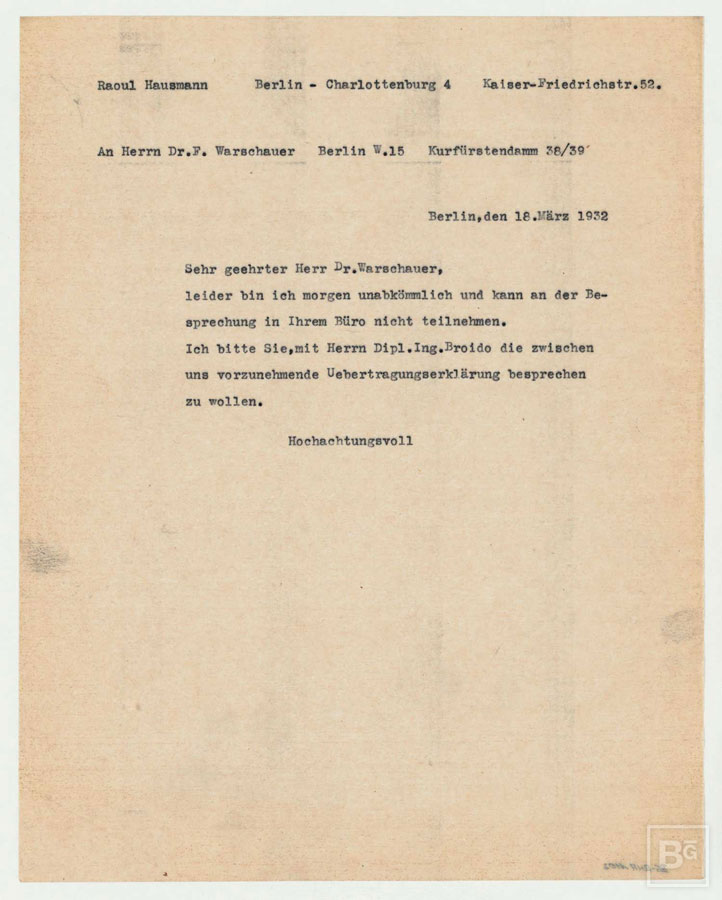 Raoul Hausmann Berlin - Charlottenburg 4 Kaiser-Friedrichstr.52.
An Herrn Dr.F. Warschauer Berlin W.15 Kurfürstendamm 38/39
Berlin,den 18.März 1932
Sehr geehrter Herr Dr.Warschauer,
leider bin ich morgen unabkömmlich und kann an der Be-
sprechung in Ihrem Büro nicht teilnehmen.
Ich bitte Sie,mit Herrn Dipl.Ing.Broido die zwischen
uns vorzunehmende Uebertragungserklärung besprechen
zu wollen.
Hochachtungsvoll
BG